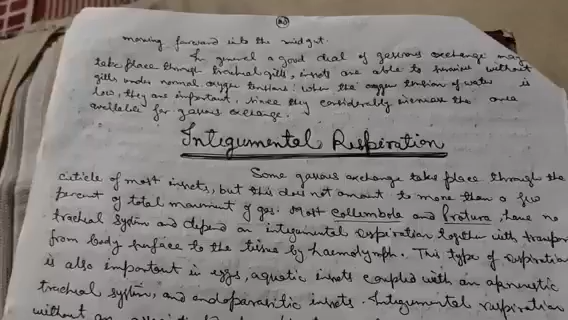 moving forward into the midgut.
In general a good deal of gaseous exchange may
take place through tracheal gills, insects are able to survive without
gills under normal oxygen tensions. When the oxygen tension of water is
low, they are important, since they considerably increase the area
available for gaseous exchange.
Integumental Respiration
Some gaseous exchange take place through the
cuticle of most insects, but this does not amount to more than a few
percent of total movement of gas. Most collembola and Protura, have no
tracheal system and depend on integumental respiration together with transport
from body surface to the tissue by haemolymph. This type of respiration
is also important in eggs, aquatic insects coupled with an apneustic
tracheal system, and endoparasitic insects. Integumental respiration
without an